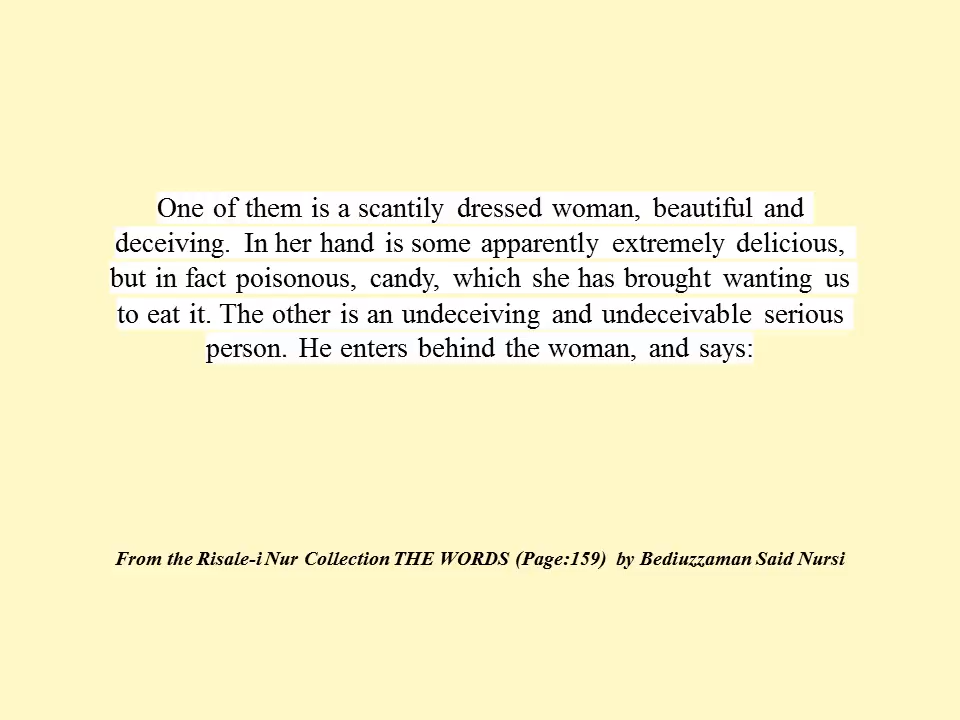 One of them is a scantily dressed woman, beautiful and
deceiving. In her hand is some apparently extremely delicious,
but in fact poisonous, candy, which she has brought wanting us
to eat it. The other is an undeceiving and undeceivable serious
person. He enters behind the woman, and says:
From the Risale-i Nur Collection THE WORDS (Page:159) by Bediuzzaman Said Nursi